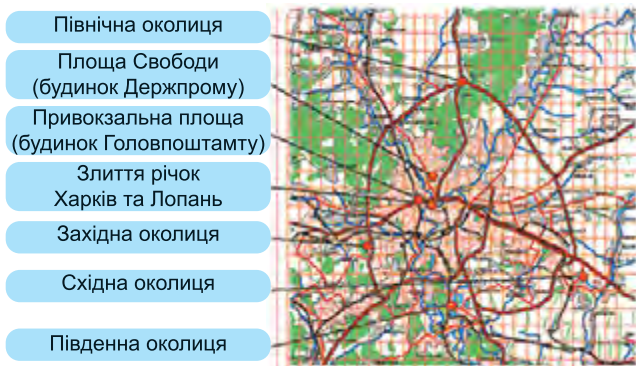 Північна околиця
Площа Свободи
(будинок Держпрому)
Привокзальна площа
(будинок Головпоштамту)
Злиття річок
Харків та Лопань
Західна околиця
Східна околиця
Південна околиця